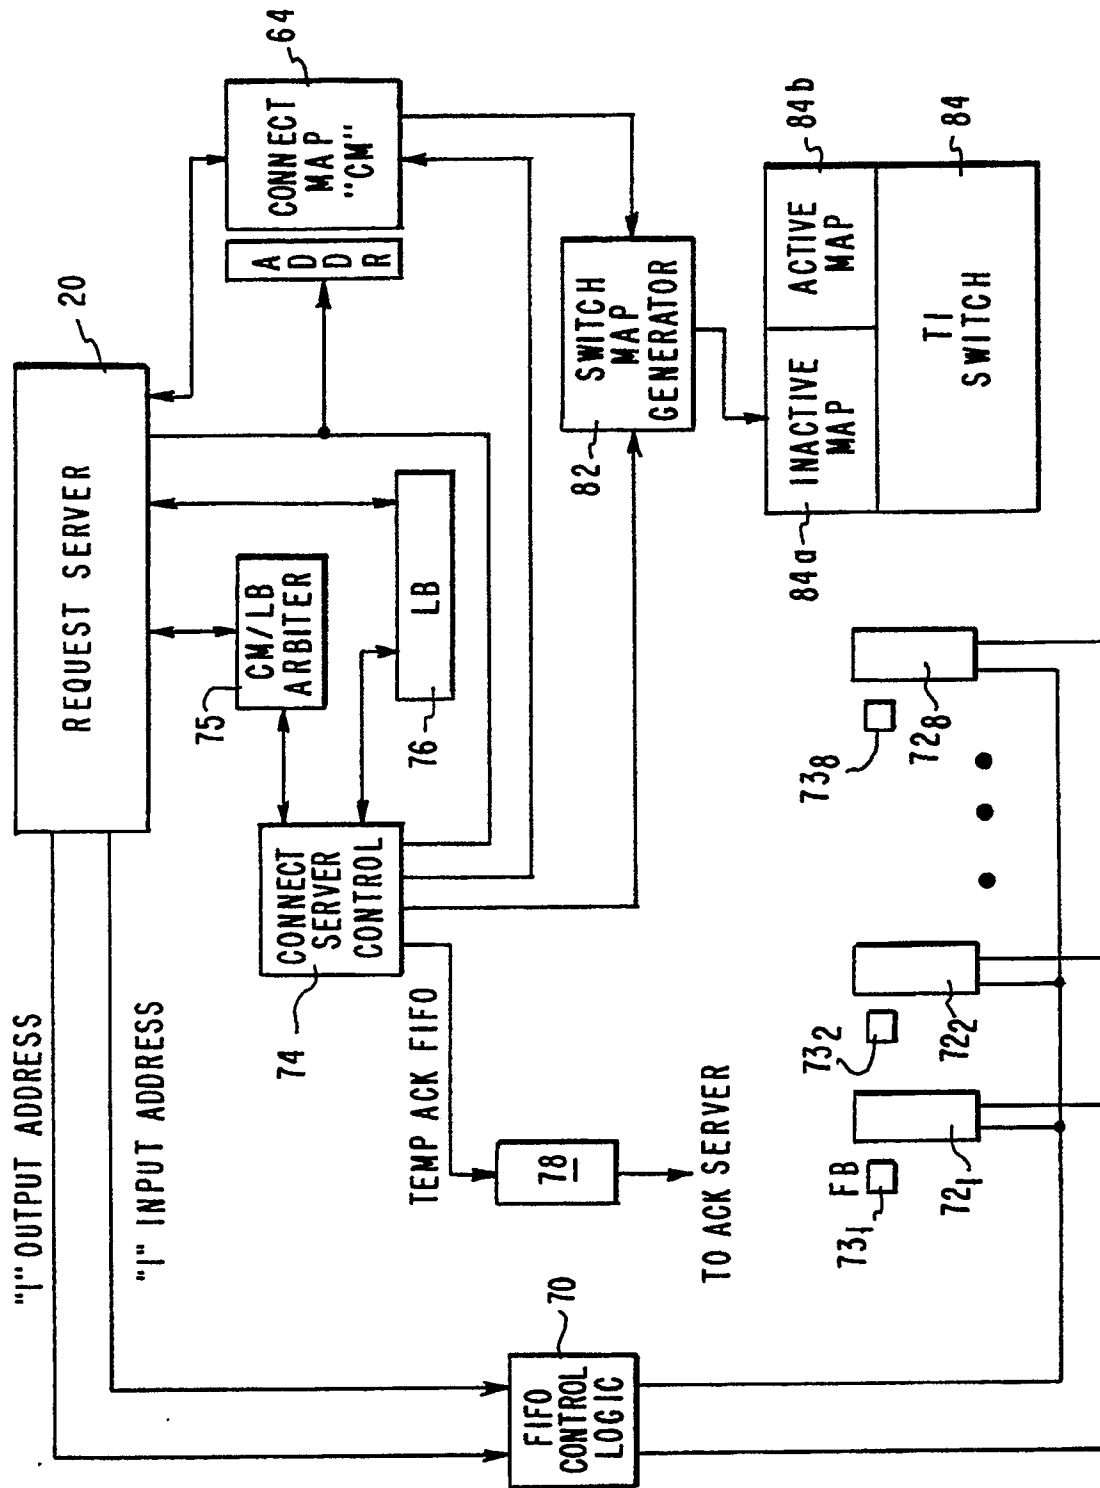 "I" OUTPUT ADDRESS
"I" INPUT ADDRESS
REQUEST SERVER
20
CONNECT
MAP
"CM"
64
ADDR
75
CM/LB
ARBITER
LB
76
CONNECT
SERVER
CONTROL
74
TEMP ACK FIFO
78
TO ACK SERVER
FIFO
CONTROL
LOGIC
70
SWITCH
MAP
GENERATOR
82
INACTIVE
MAP
84a
ACTIVE
MAP
84b
TI
SWITCH
84
FB
73₁
72₁
73₂
72₂
73₈
72₈